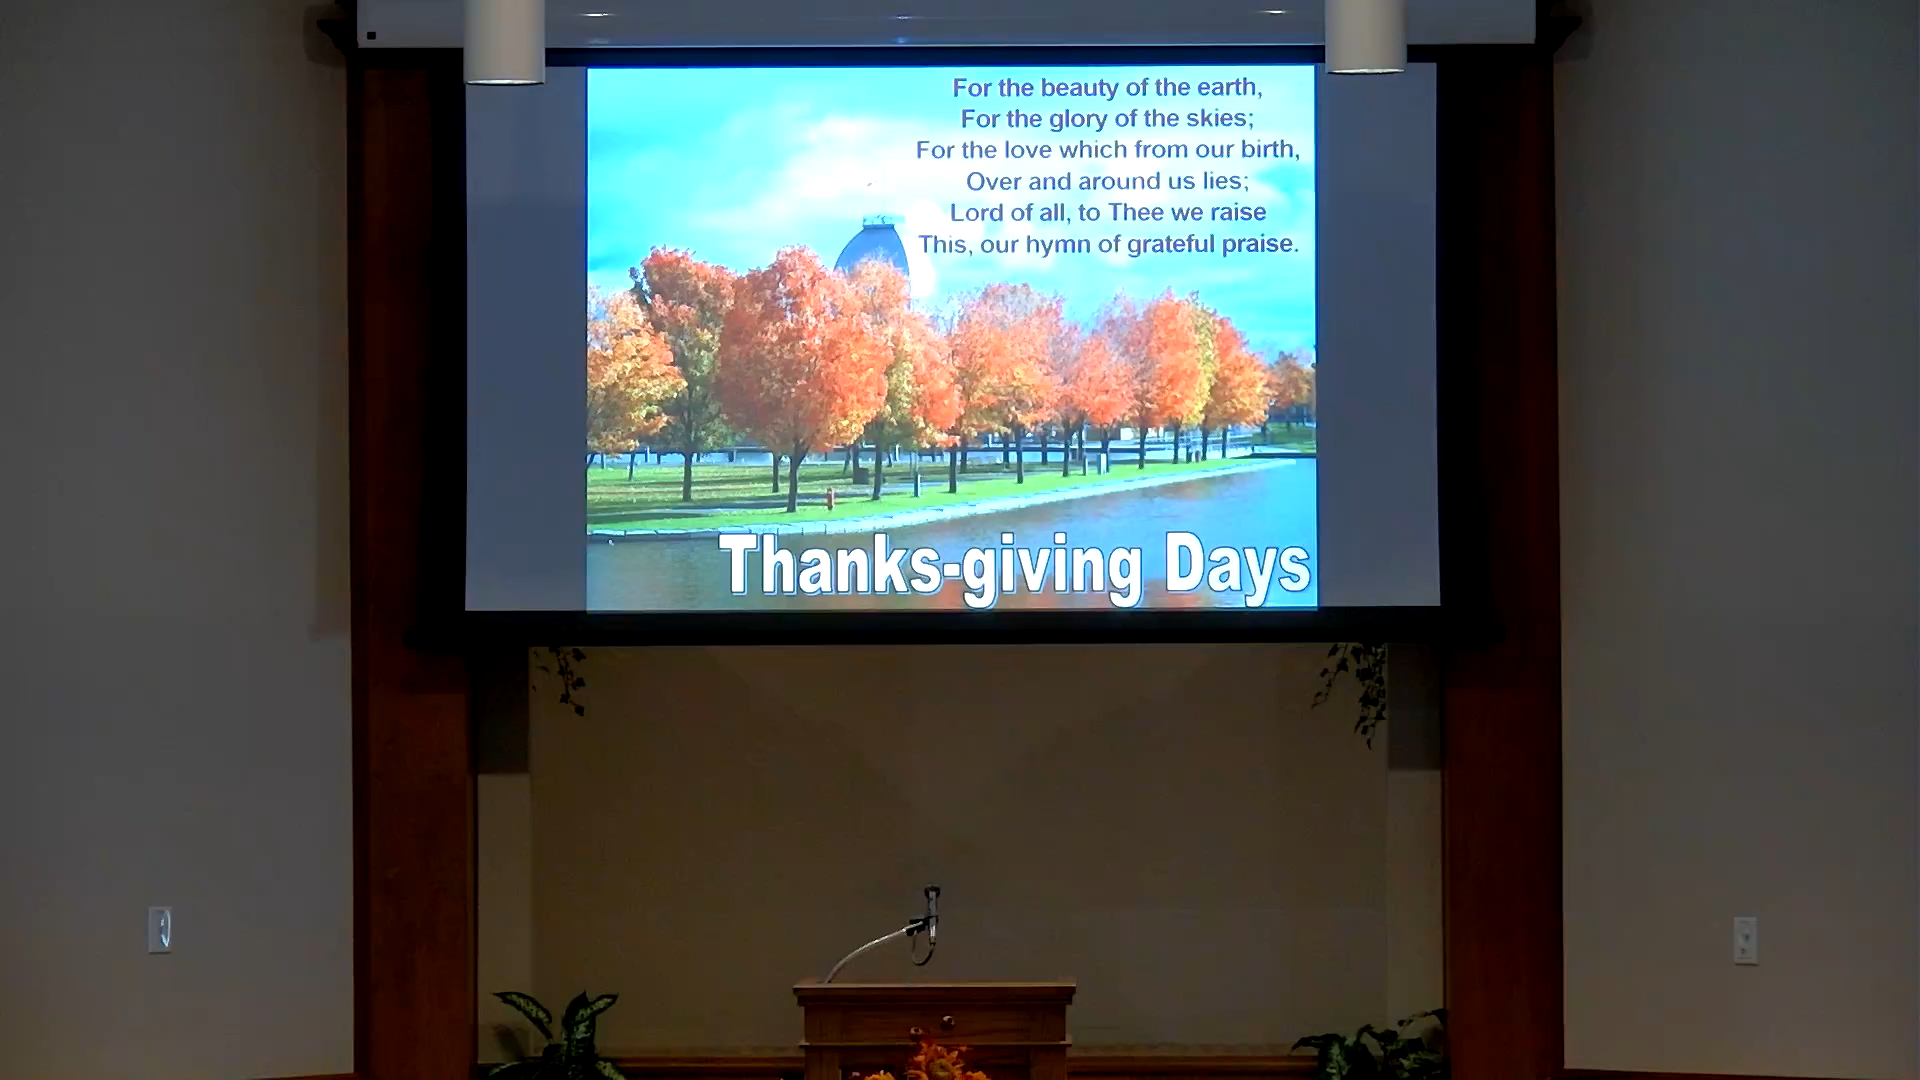 For the beauty of the earth,
For the glory of the skies;
For the love which from our birth,
Over and around us lies;
Lord of all, to Thee we raise
This, our hymn of grateful praise.
Thanks-giving Days